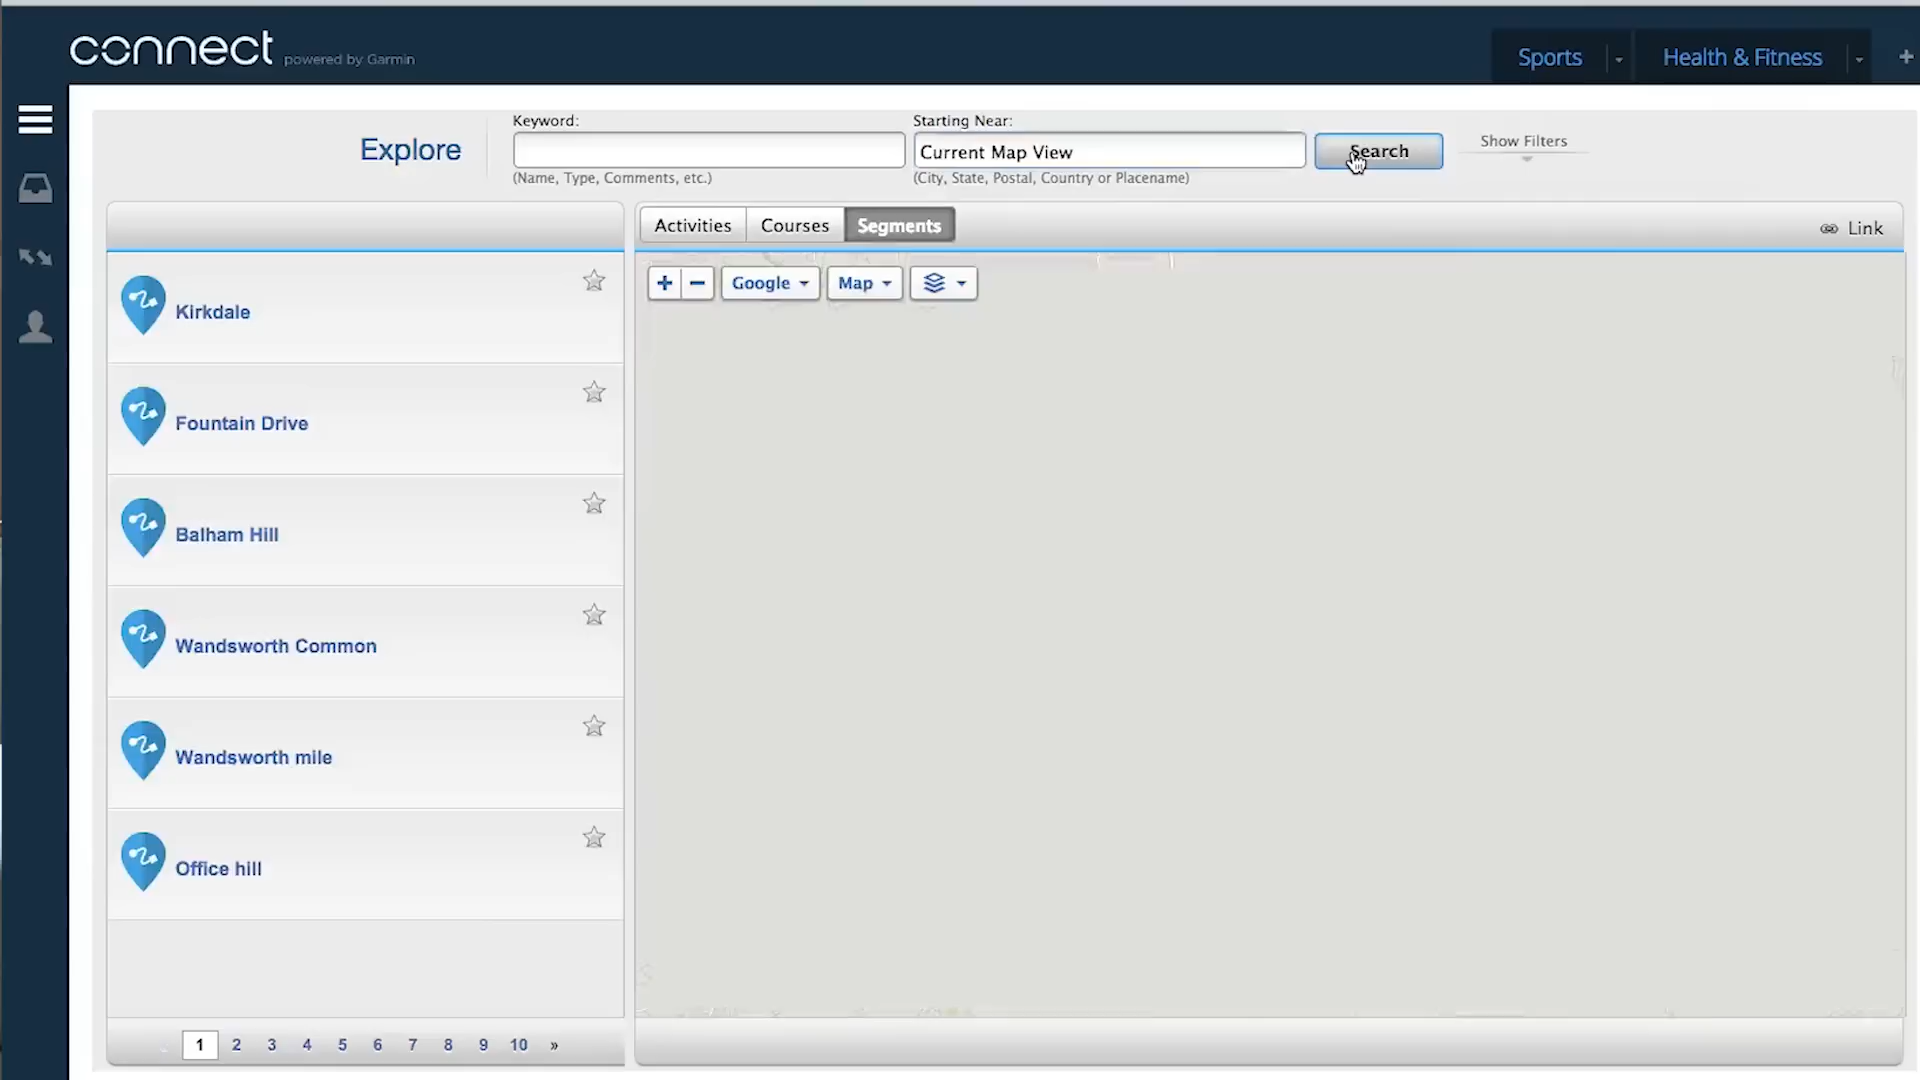 connect powered by Garmin
Sports
Health & Fitness
+
Explore
Keyword:
(Name, Type, Comments, etc.)
Starting Near:
Current Map View
(City, State, Postal, Country or Placename)
Search
Show Filters
Activities Courses Segments
Link
+ − Google Map
Kirkdale
Fountain Drive
Balham Hill
Wandsworth Common
Wandsworth mile
Office hill
1 2 3 4 5 6 7 8 9 10 »